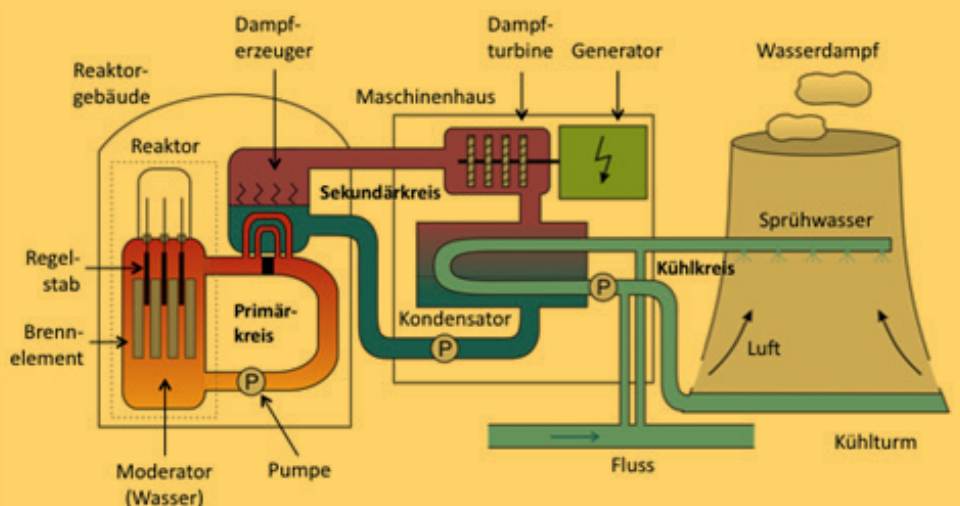 Dampf-
erzeuger
Dampf-
turbine
Generator
Wasserdampf
Reaktor-
gebäude
Maschinenhaus
Reaktor
Sekundärkreis
Sprühwasser
Regel-
stab
Kühlkreis
P
Primär-
kreis
Kondensator
Brenn-
element
P
Luft
P
Moderator
(Wasser)
Pumpe
Fluss
Kühlturm